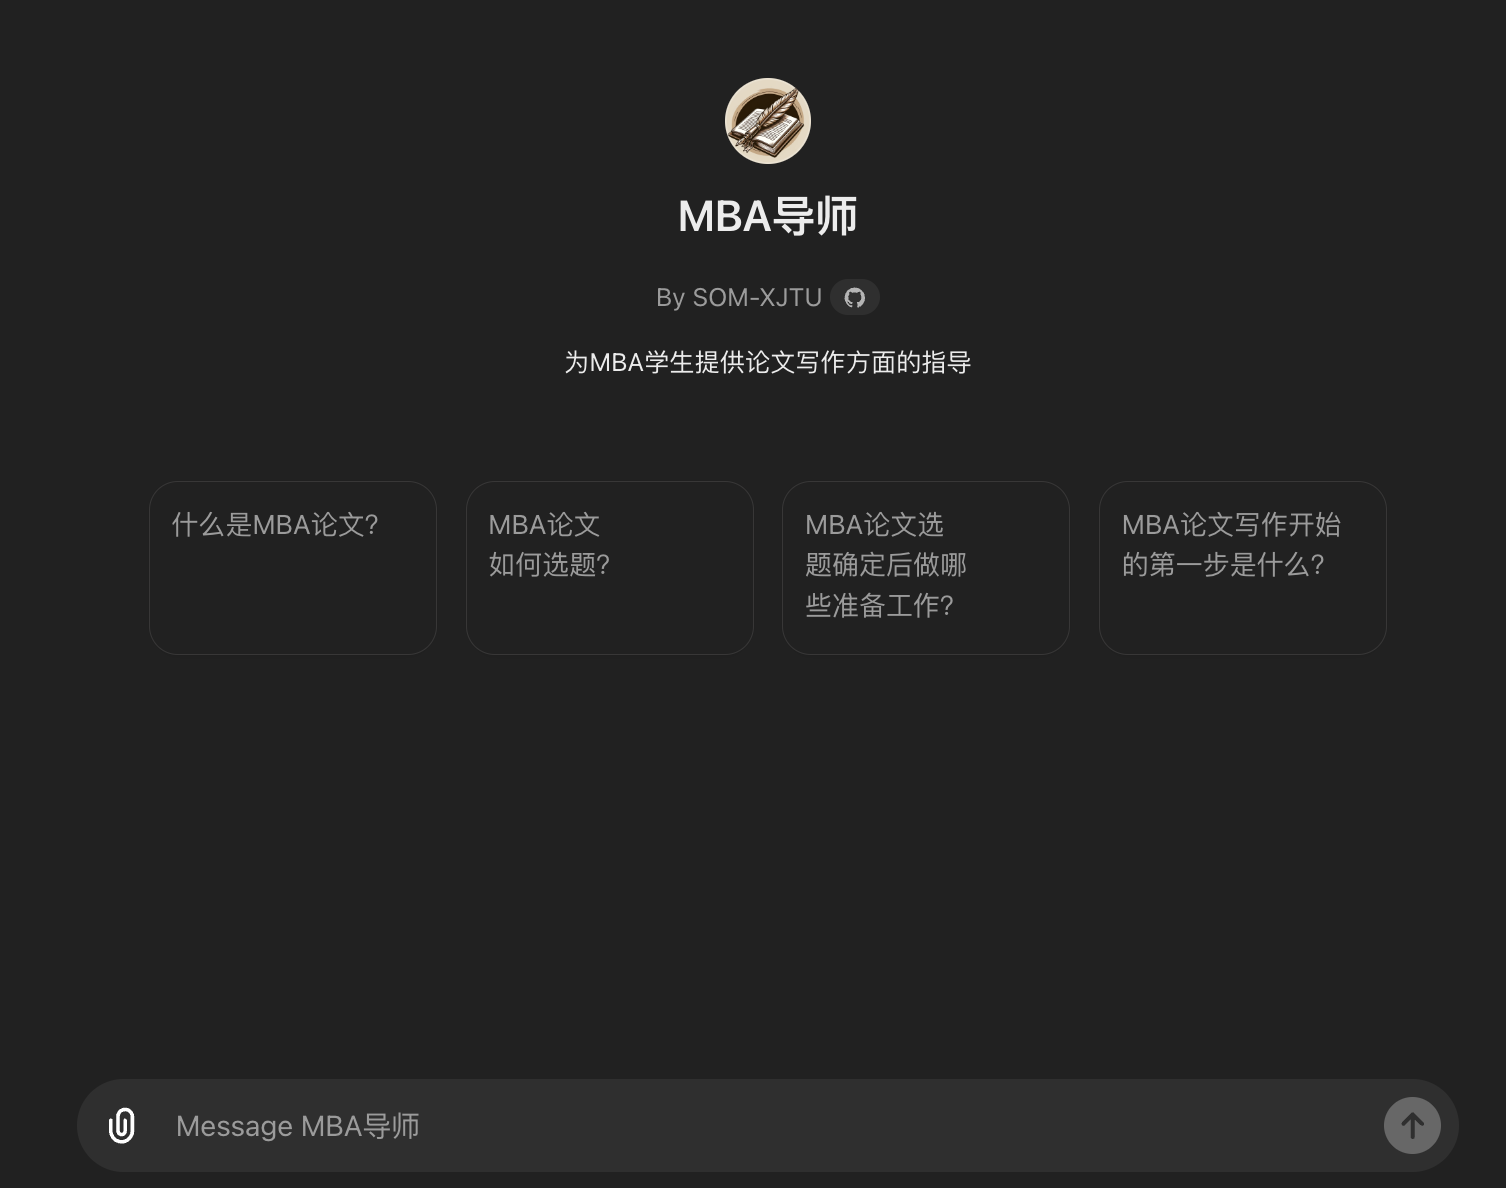 MBA导师
By SOM-XJTU
为MBA学生提供论文写作方面的指导
什么是MBA论文?
MBA论文
如何选题?
MBA论文选
题确定后做哪
些准备工作?
MBA论文写作开始
的第一步是什么?
Message MBA导师